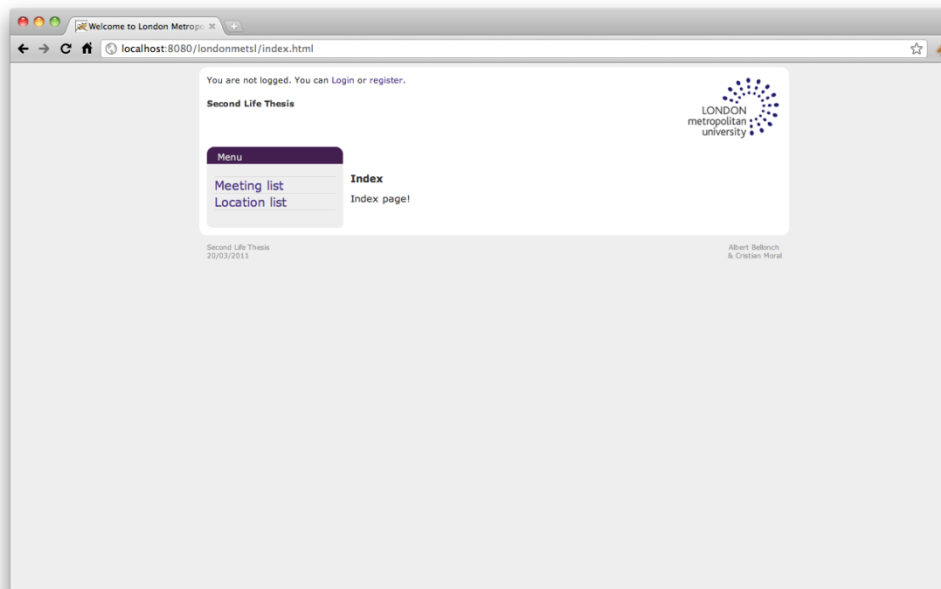 Welcome to London Metropo
localhost:8080/londonmetsl/index.html
You are not logged. You can Login or register.
Second Life Thesis
LONDON
metropolitan
university
Menu
Meeting list
Location list
Index
Index page!
Second Life Thesis
20/03/2011
Albert Bellonch
& Cristian Moral